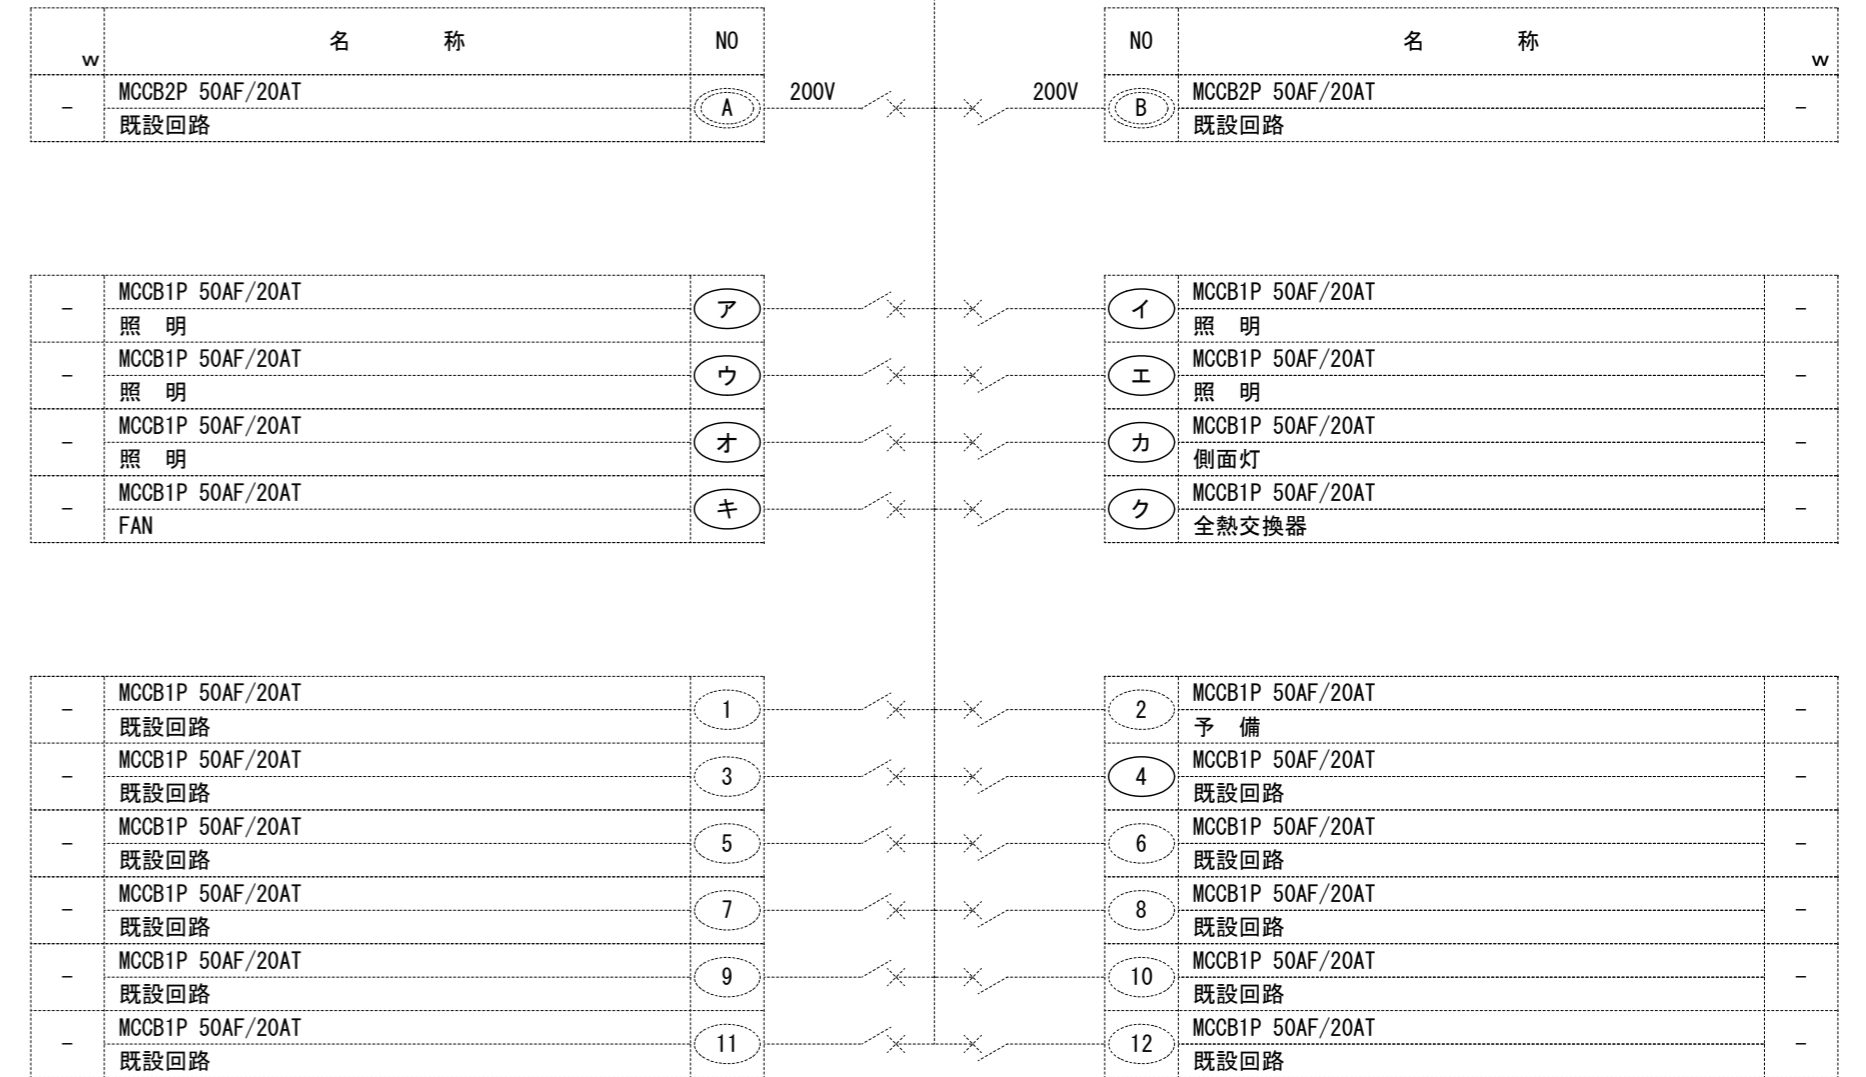 名 称 NO NO 名 称
w w
MCCB2P 50AF/20AT 200V 200V MCCB2P 50AF/20AT
- A B -
既設回路 既設回路
MCCB1P 50AF/20AT MCCB1P 50AF/20AT
- ア イ -
照 明 照 明
MCCB1P 50AF/20AT MCCB1P 50AF/20AT
- ウ エ -
照 明 照 明
MCCB1P 50AF/20AT MCCB1P 50AF/20AT
- オ カ -
照 明 側面灯
MCCB1P 50AF/20AT MCCB1P 50AF/20AT
- キ ク -
FAN 全熱交換器
MCCB1P 50AF/20AT MCCB1P 50AF/20AT
- 1 2 -
既設回路 予 備
MCCB1P 50AF/20AT MCCB1P 50AF/20AT
- 3 4 -
既設回路 既設回路
MCCB1P 50AF/20AT MCCB1P 50AF/20AT
- 5 6 -
既設回路 既設回路
MCCB1P 50AF/20AT MCCB1P 50AF/20AT
- 7 8 -
既設回路 既設回路
MCCB1P 50AF/20AT MCCB1P 50AF/20AT
- 9 10 -
既設回路 既設回路
MCCB1P 50AF/20AT MCCB1P 50AF/20AT
- 11 12 -
既設回路 既設回路